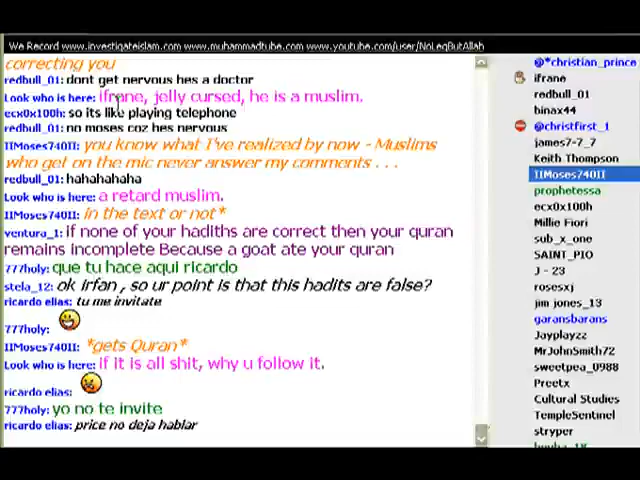 We Record www.investigateislam.com www.muhammadtube.com www.youtube.com/user/NoLeqButAllah
correcting you
redbull_01: dont get nervous hes a doctor
Look who is here: ifrane, jelly cursed, he is a muslim.
ecx0x100h: so its like playing telephone
redbull_01: no moses coz hes nervous
IIMoses740II: you know what I've realized by now - Muslims
who get on the mic never answer my comments . . .
redbull_01: hahahahaha
Look who is here: a retard muslim.
IIMoses740II: in the text or not*
ventura_1: if none of your hadiths are correct then your quran
remains incomplete Because a goat ate your quran
777holy: que tu hace aqui ricardo
stela_12: ok irfan , so ur point is that this hadits are false?
ricardo elias: tu me invitate
777holy:
IIMoses740II: *gets Quran*
Look who is here: if it is all shit, why u follow it.
ricardo elias:
777holy: yo no te invite
ricardo elias: price no deja hablar
@*christian_prince
ifrane
redbull_01
binax44
@christfirst_1
james7-7_7
Keith Thompson
IIMoses740II
prophetessa
ecx0x100h
Millie Fiori
sub_x_one
SAINT_PIO
J - 23
rosesxj
jim jones_13
garansbarans
Jayplayzz
MrJohnSmith72
sweetpea_0988
Preetx
Cultural Studies
TempleSentinel
stryper